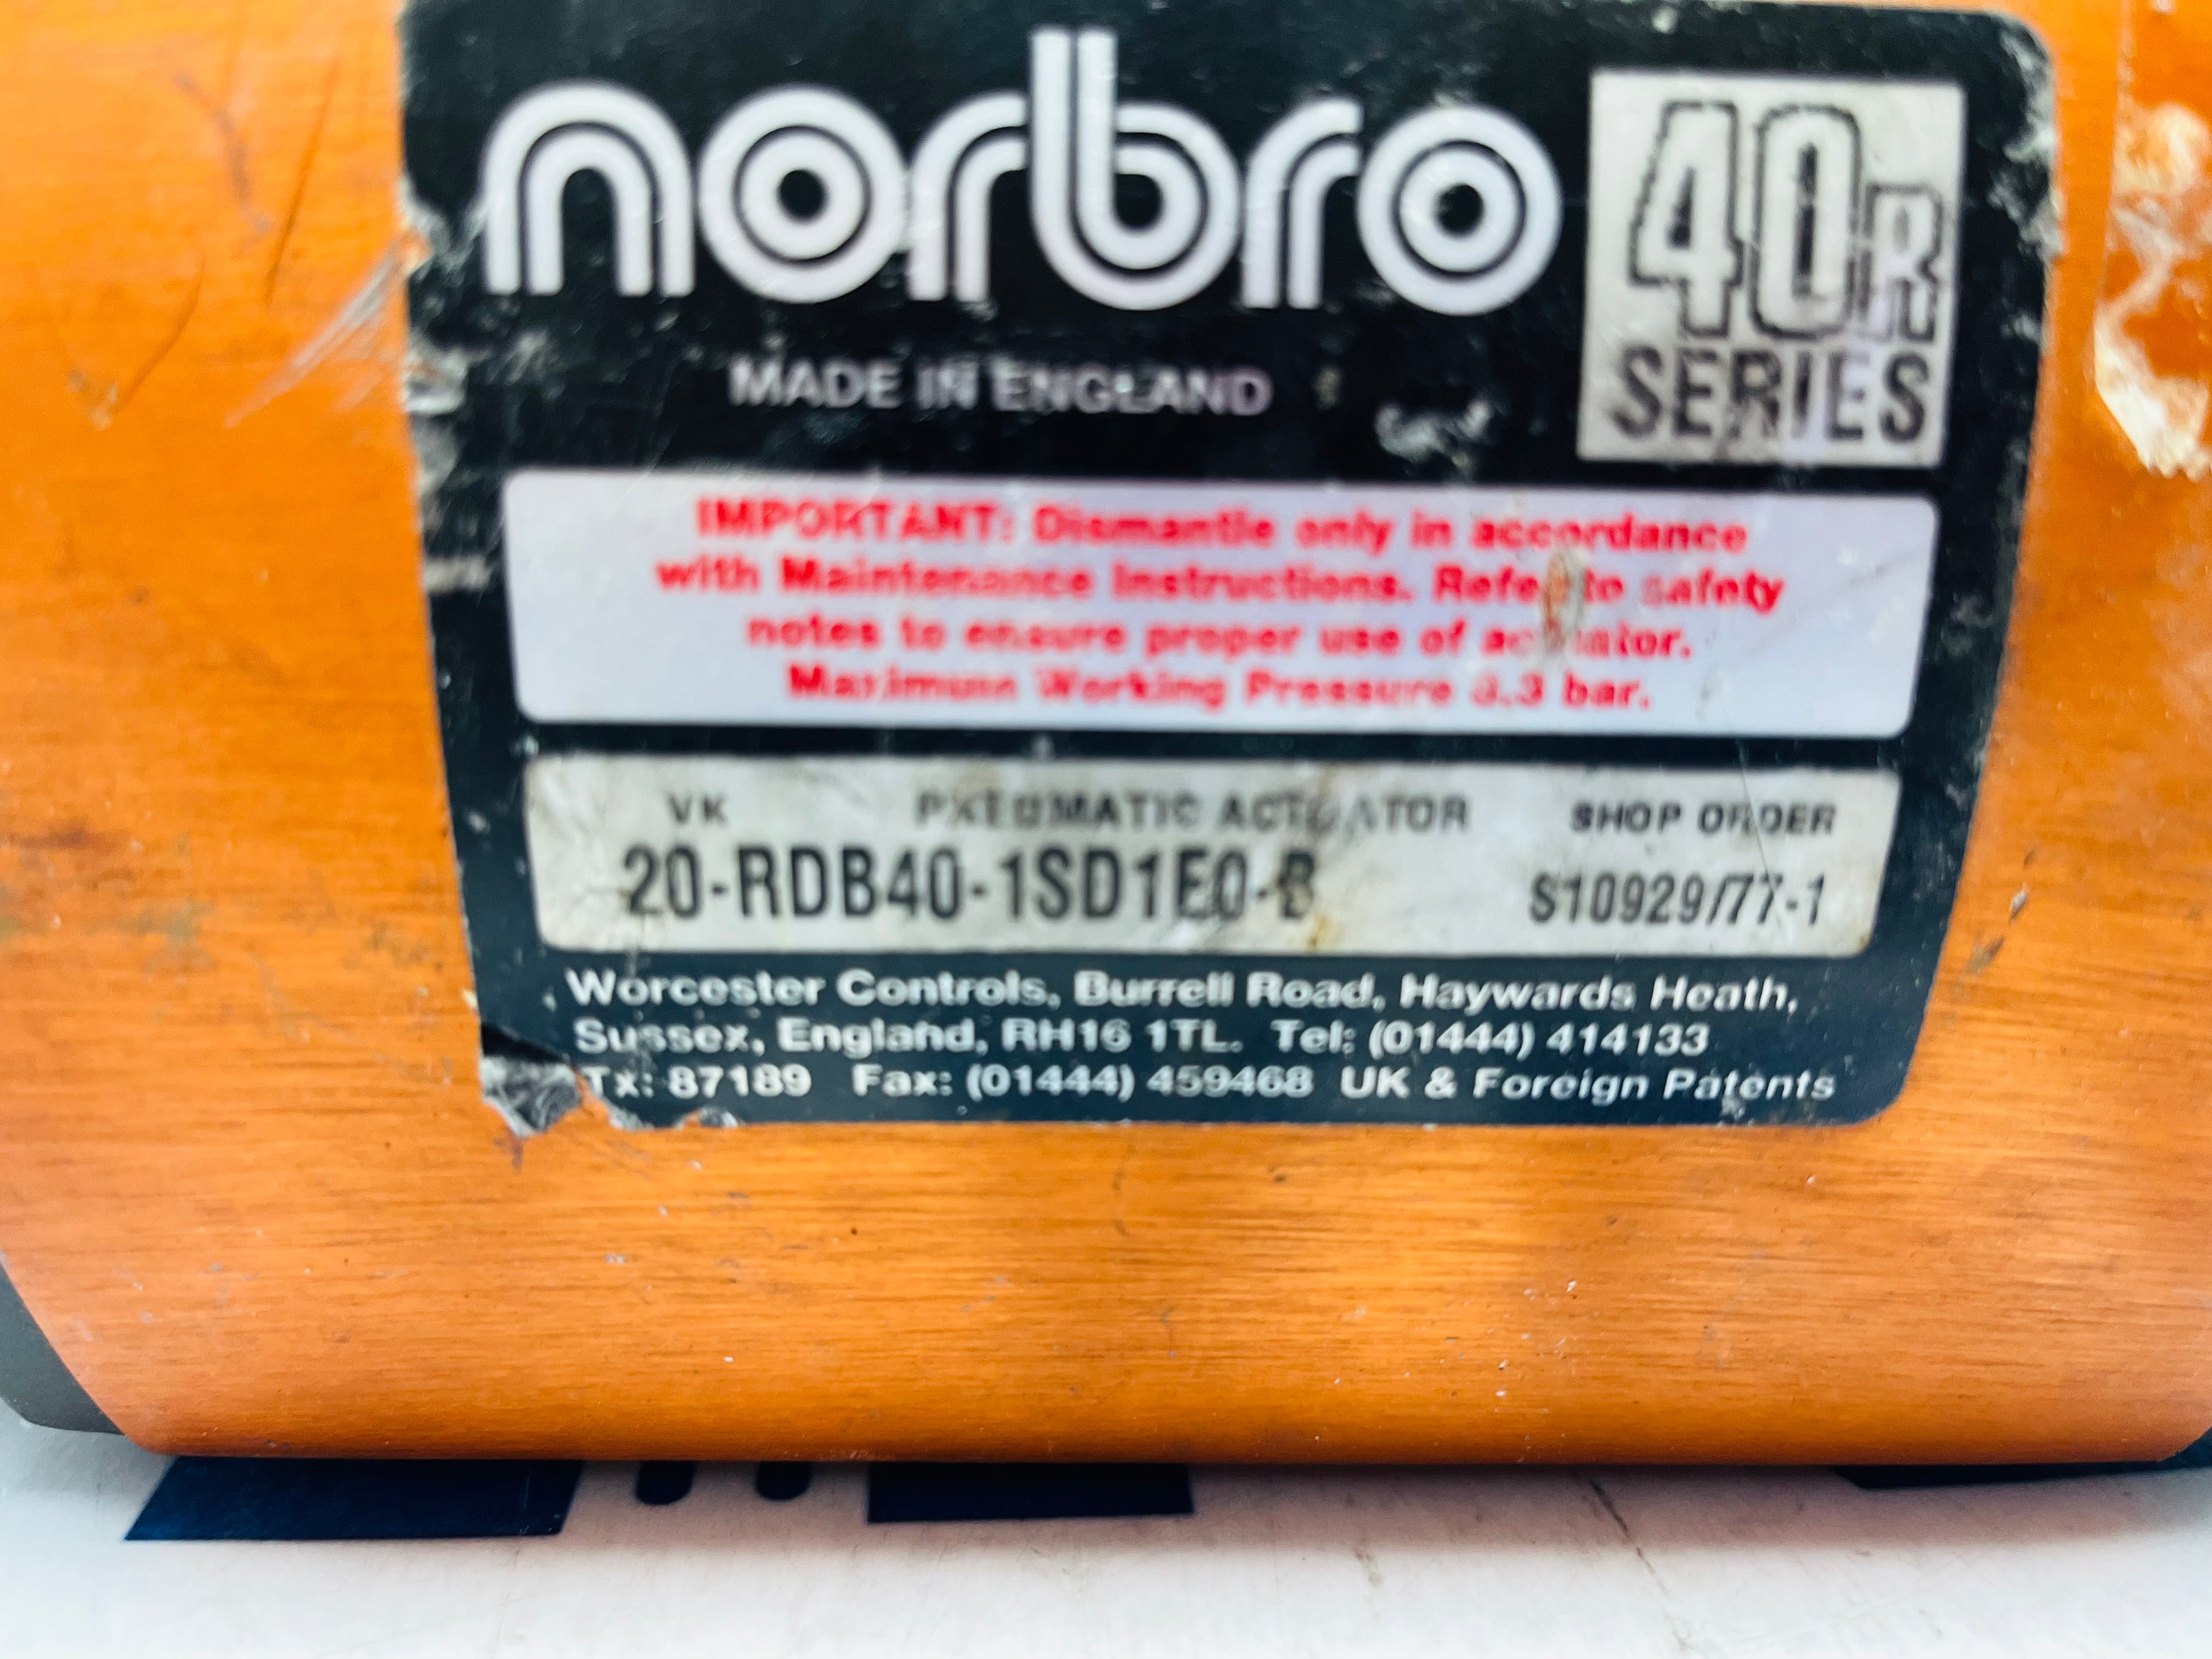 norbro
40R
SERIES
MADE IN ENGLAND
IMPORTANT: Dismantle only in accordance
with Maintenance Instructions. Refer to safety
notes to ensure proper use of actuator.
Maximum Working Pressure bar.
VK PNEUMATIC ACTUATOR SHOP ORDER
20-RDB40-1SD1E0-B S10929/77-1
Worcester Controls, Burrell Road, Haywards Heath,
Sussex, England, RH16 1TL. Tel: (01444) 414133
Tx: 87189 Fax: (01444) 459468 UK & Foreign Patents